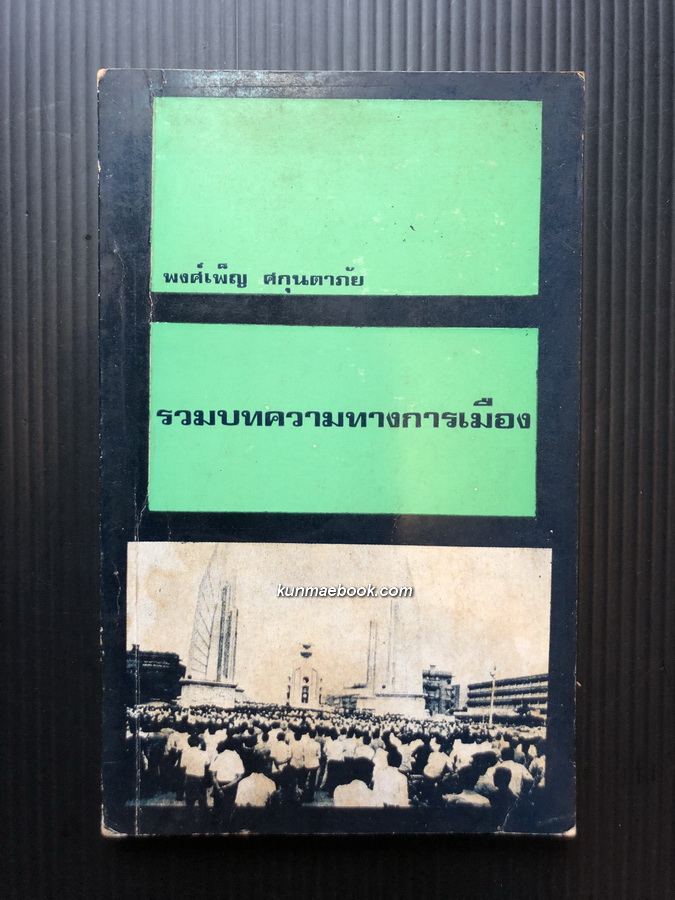 พงศ์เพ็ญ ศกุนตาภัย
รวมบทความทางการเมือง
kunmaebook.com